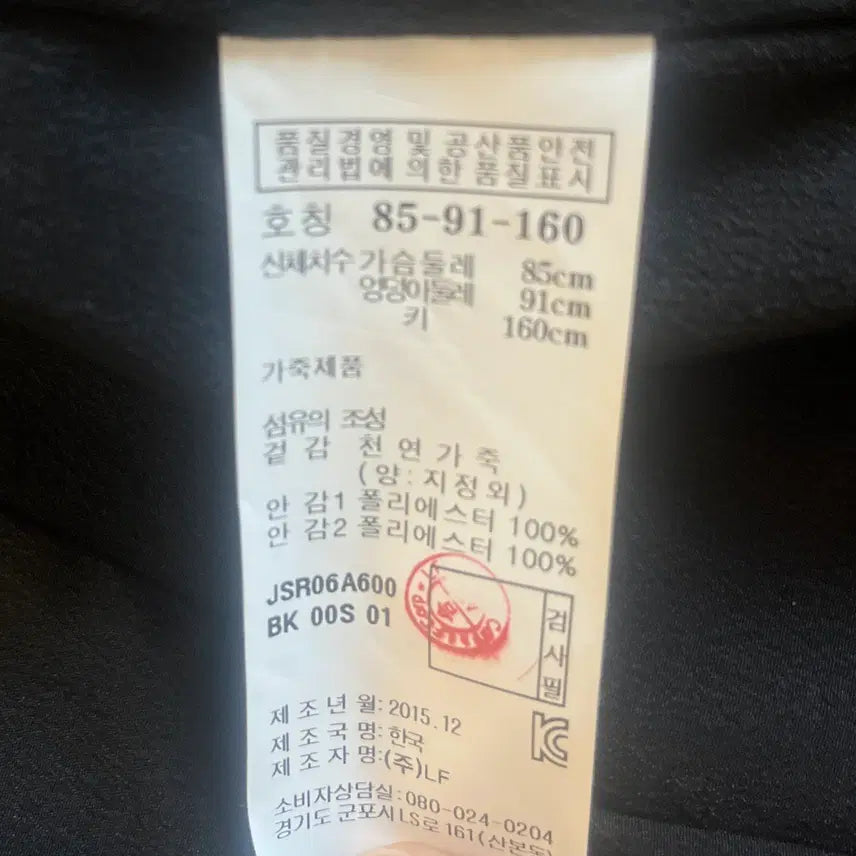 품질경영 및 공산품안전
관리법에 의한 품질표시
호칭 85-91-160
신체치수 가슴둘레 85cm
엉덩이둘레 91cm
키 160cm
가죽제품
섬유의 조성
겉 감 천 연 가 죽
(양:지정외)
안 감1 폴리에스터 100%
안 감2 폴리에스터 100%
JSR06A600
BK 00S 01
검사필
제 조 년 월: 2015.12
제 조 국 명: 한국
제 조 자 명:(주)LF
소비자상담실:080-024-0204
경기도 군포시 LS로 161(산본동